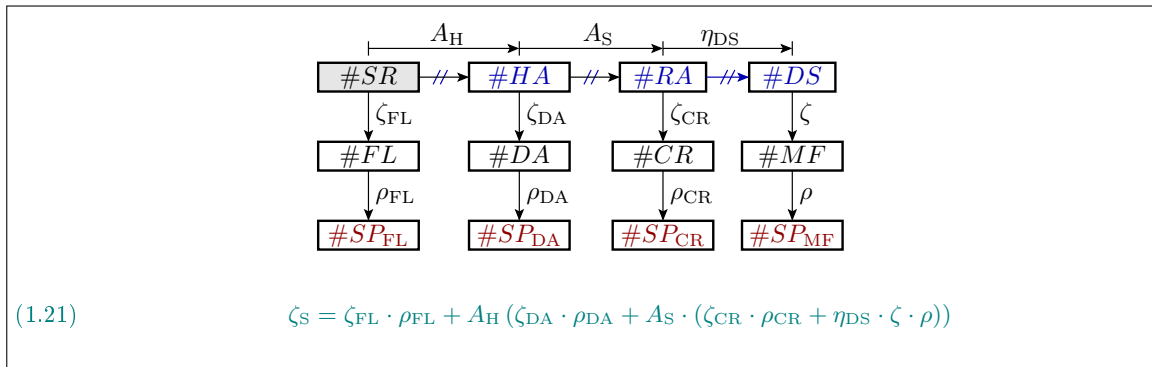 A_H A_S η_DS
#SR #HA #RA #DS
ζ_FL ζ_DA ζ_CR ζ
#FL #DA #CR #MF
ρ_FL ρ_DA ρ_CR ρ
#SP_FL #SP_DA #SP_CR #SP_MF
(1.21) ζ_S = ζ_FL · ρ_FL + A_H (ζ_DA · ρ_DA + A_S · (ζ_CR · ρ_CR + η_DS · ζ · ρ))